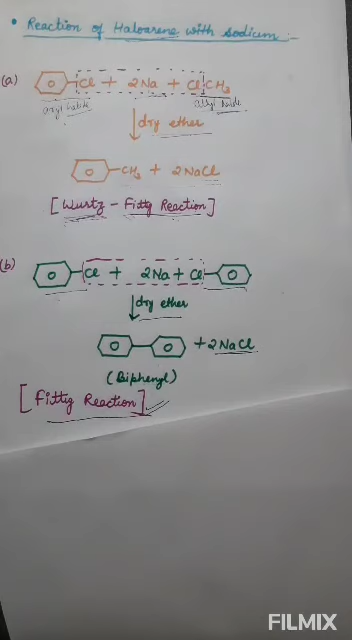 • Reaction of Haloarene with sodium :-
(a) Cl + 2Na + Cl CH3
aryl halide alkyl halide
dry ether
CH3 + 2NaCl
[Wurtz - Fittig Reaction]
(b) Cl + 2Na + Cl
dry ether
+ 2NaCl
(Biphenyl)
[Fittig Reaction]
FILMIX